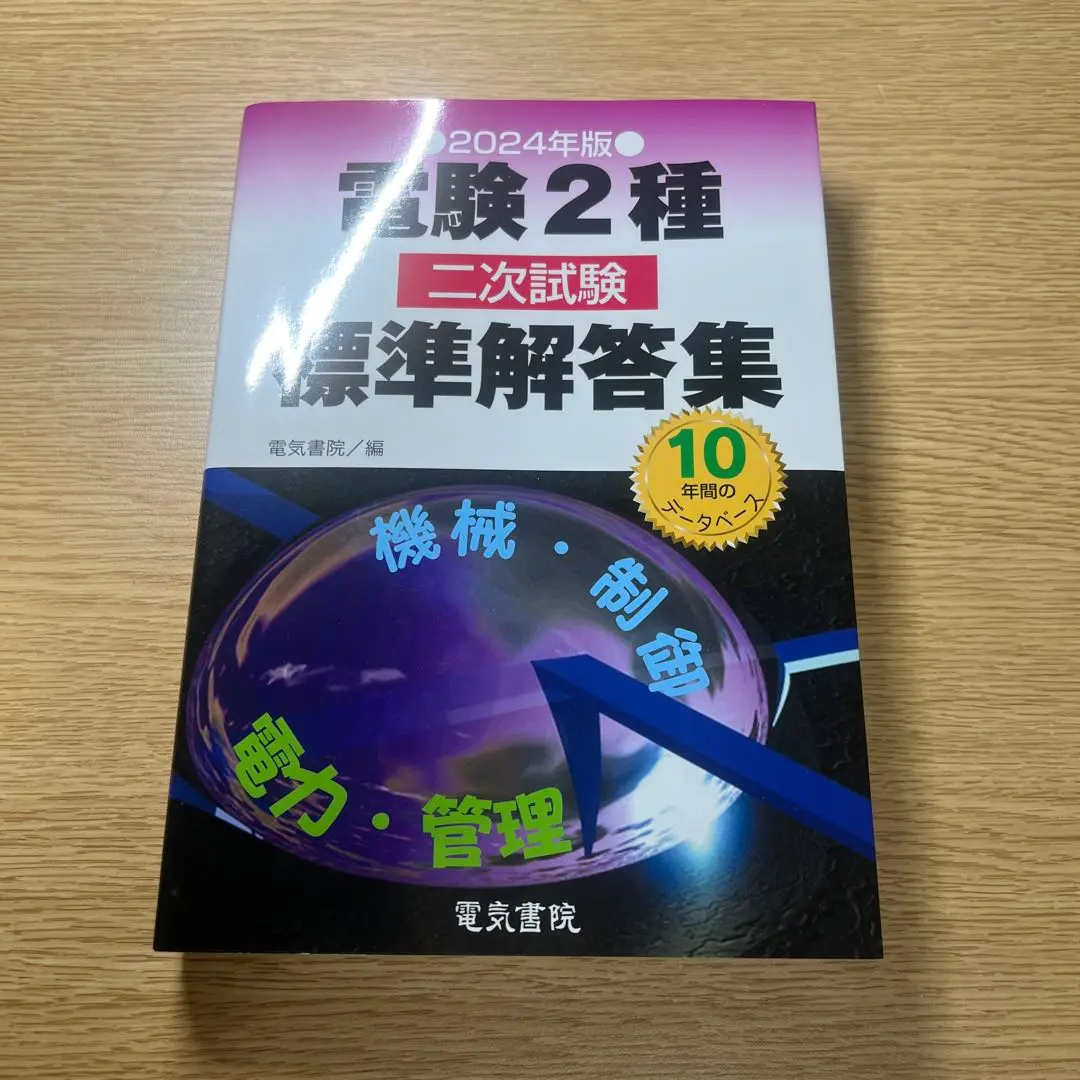 ●2024年版●
電験2種
二次試験
標準解答集
電気書院/編
10
年間の
データベース
機械・制御
電力・管理
電気書院